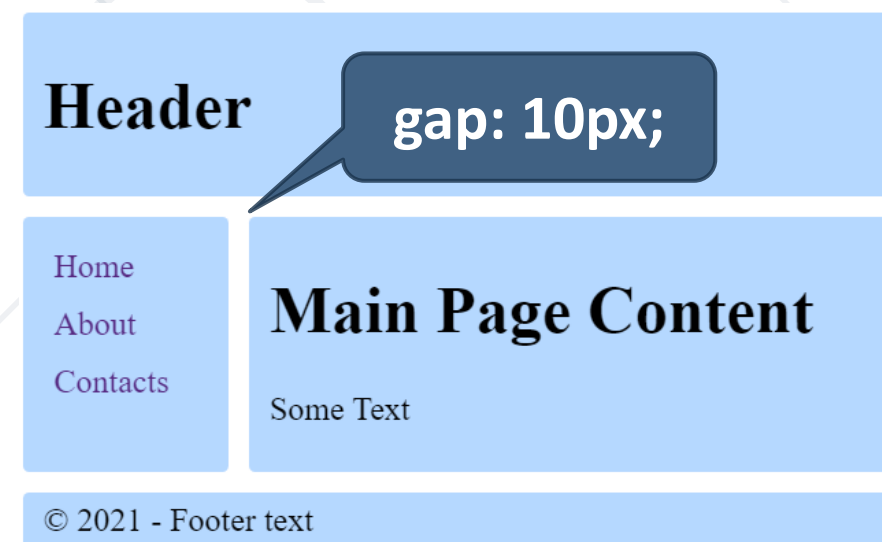 Header
gap: 10px;
Home
About
Contacts
Main Page Content
Some Text
© 2021 - Footer text